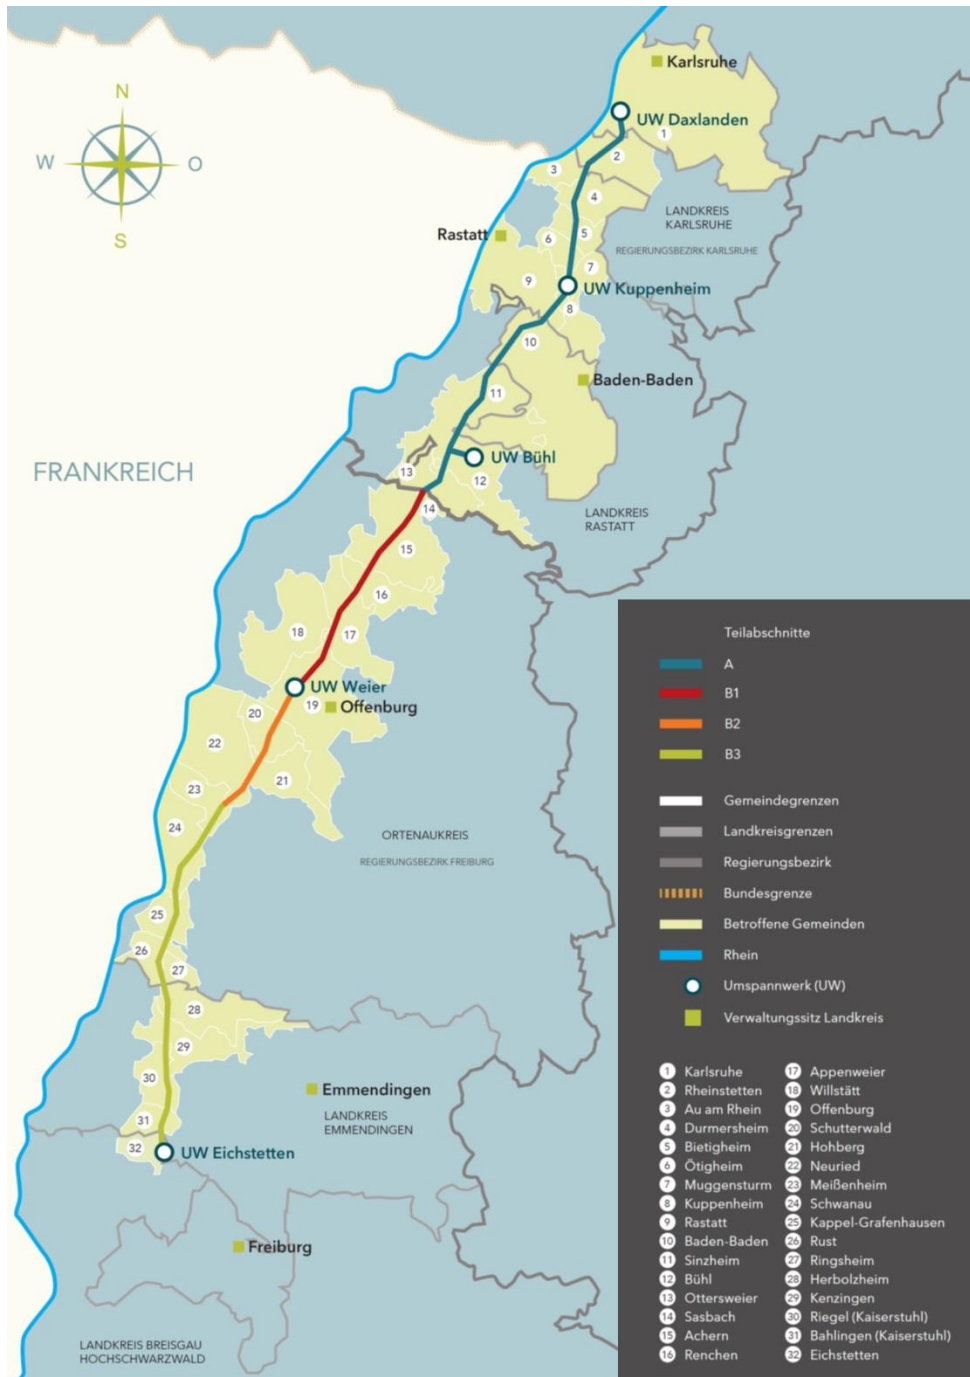 N
W
O
S
Karlsruhe
UW Daxlanden
1
2
3
4
LANDKREIS
KARLSRUHE
REGIERUNGSBEZIRK KARLSRUHE
Rastatt
5
6
7
9
UW Kuppenheim
8
10
Baden-Baden
11
FRANKREICH
UW Bühl
13
12
14
LANDKREIS
RASTATT
15
16
18
17
UW Weier
19
Offenburg
20
22
21
23
24
ORTENAUKREIS
REGIERUNGSBEZIRK FREIBURG
25
26
27
28
29
30
Emmendingen
31
LANDKREIS
EMMENDINGEN
32
UW Eichstetten
Freiburg
LANDKREIS BREISGAU
HOCHSCHWARZWALD
Teilabschnitte
A
B1
B2
B3
Gemeindegrenzen
Landkreisgrenzen
Regierungsbezirk
Bundesgrenze
Betroffene Gemeinden
Rhein
Umspannwerk (UW)
Verwaltungssitz Landkreis
1 Karlsruhe
2 Rheinstetten
3 Au am Rhein
4 Durmersheim
5 Bietigheim
6 Ötigheim
7 Muggensturm
8 Kuppenheim
9 Rastatt
10 Baden-Baden
11 Sinzheim
12 Bühl
13 Ottersweier
14 Sasbach
15 Achern
16 Renchen
17 Appenweier
18 Willstätt
19 Offenburg
20 Schutterwald
21 Hohberg
22 Neuried
23 Meißenheim
24 Schwanau
25 Kappel-Grafenhausen
26 Rust
27 Ringsheim
28 Herbolzheim
29 Kenzingen
30 Riegel (Kaiserstuhl)
31 Bahlingen (Kaiserstuhl)
32 Eichstetten